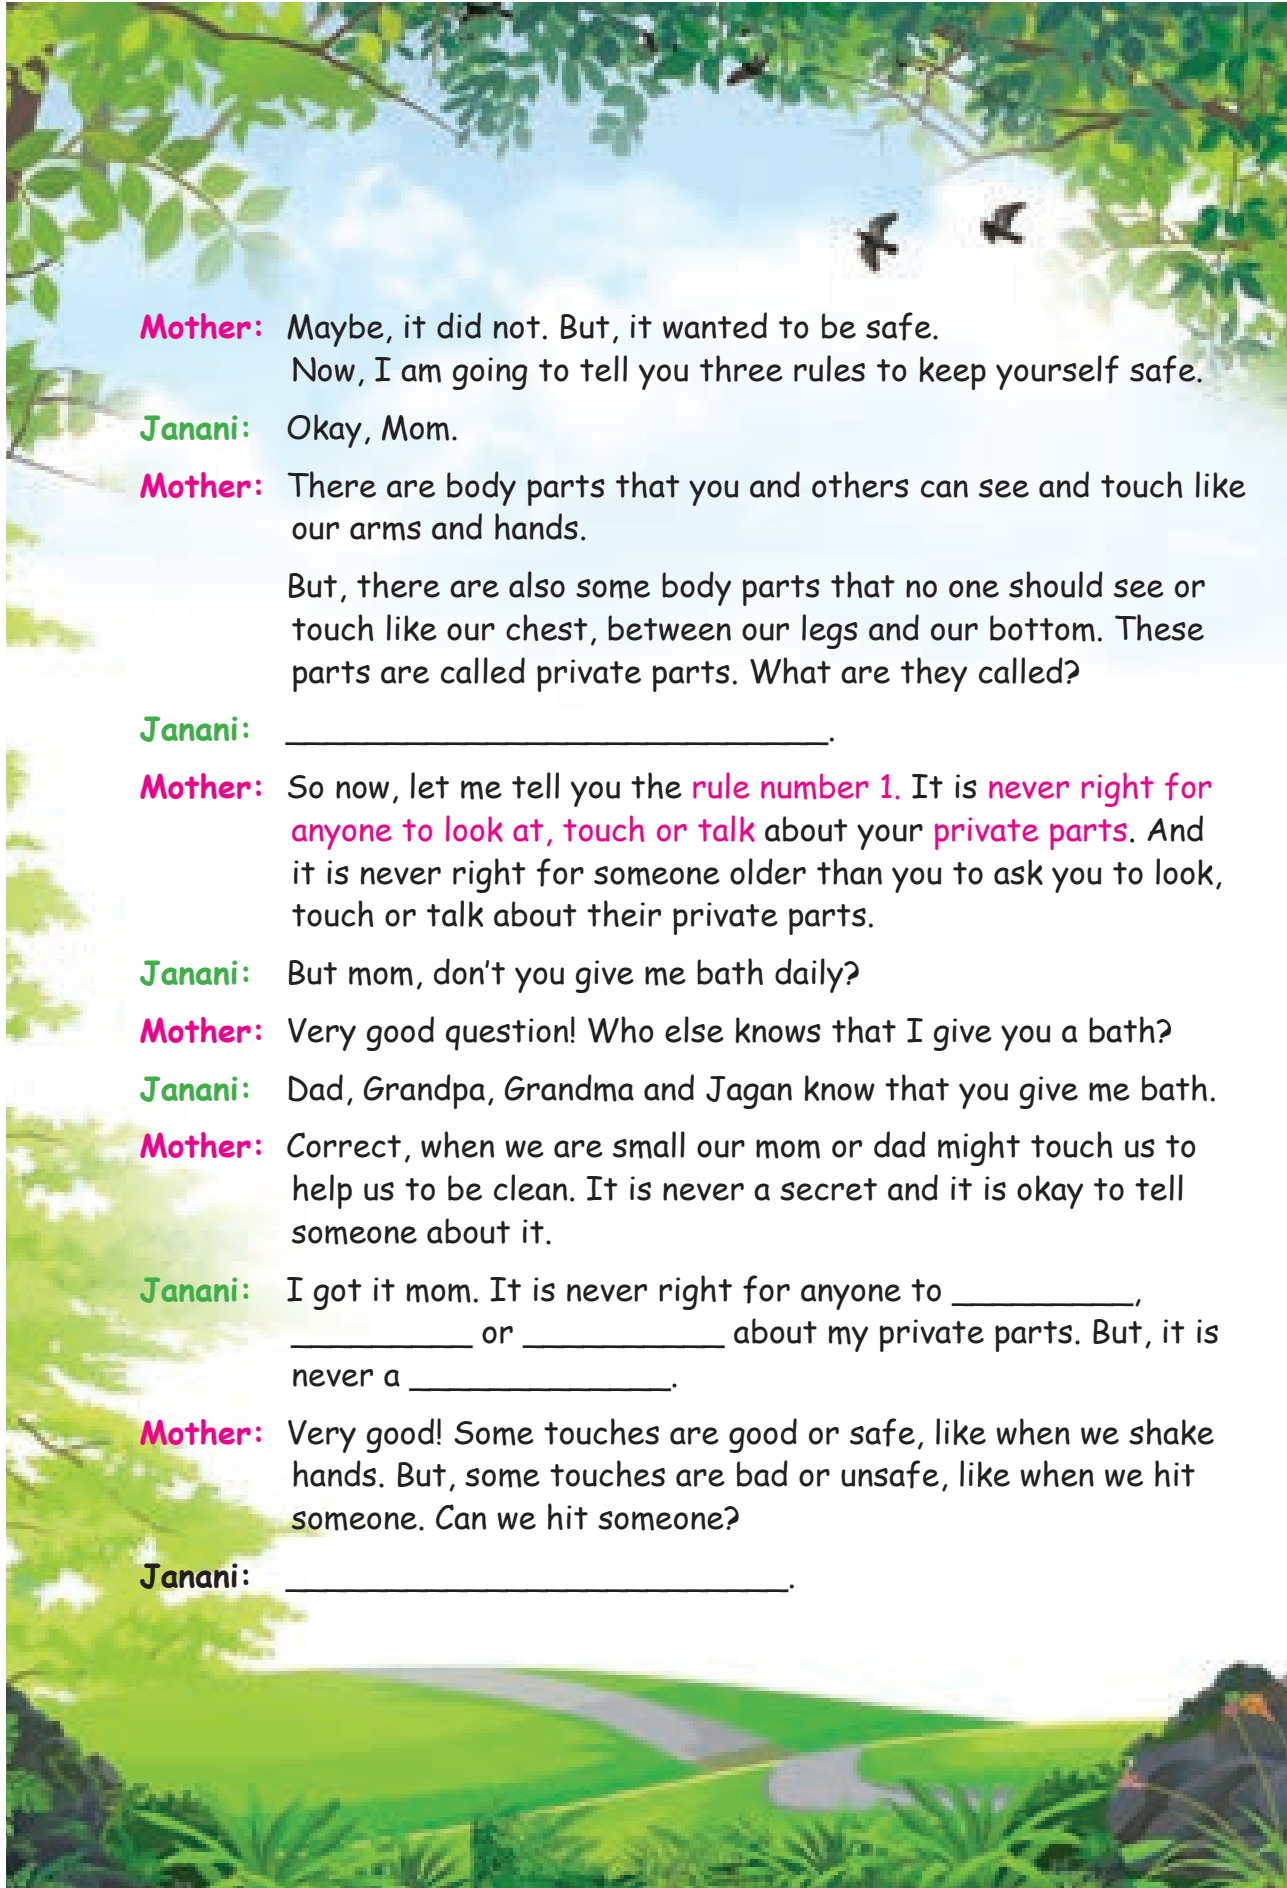 Mother: Maybe, it did not. But, it wanted to be safe.
Now, I am going to tell you three rules to keep yourself safe.
Janani: Okay, Mom.
Mother: There are body parts that you and others can see and touch like
our arms and hands.
But, there are also some body parts that no one should see or
touch like our chest, between our legs and our bottom. These
parts are called private parts. What are they called?
Janani: ___________________________.
Mother: So now, let me tell you the rule number 1. It is never right for
anyone to look at, touch or talk about your private parts. And
it is never right for someone older than you to ask you to look,
touch or talk about their private parts.
Janani: But mom, don't you give me bath daily?
Mother: Very good question! Who else knows that I give you a bath?
Janani: Dad, Grandpa, Grandma and Jagan know that you give me bath.
Mother: Correct, when we are small our mom or dad might touch us to
help us to be clean. It is never a secret and it is okay to tell
someone about it.
Janani: I got it mom. It is never right for anyone to _________,
_________ or __________ about my private parts. But, it is
never a _____________.
Mother: Very good! Some touches are good or safe, like when we shake
hands. But, some touches are bad or unsafe, like when we hit
someone. Can we hit someone?
Janani: _________________________.